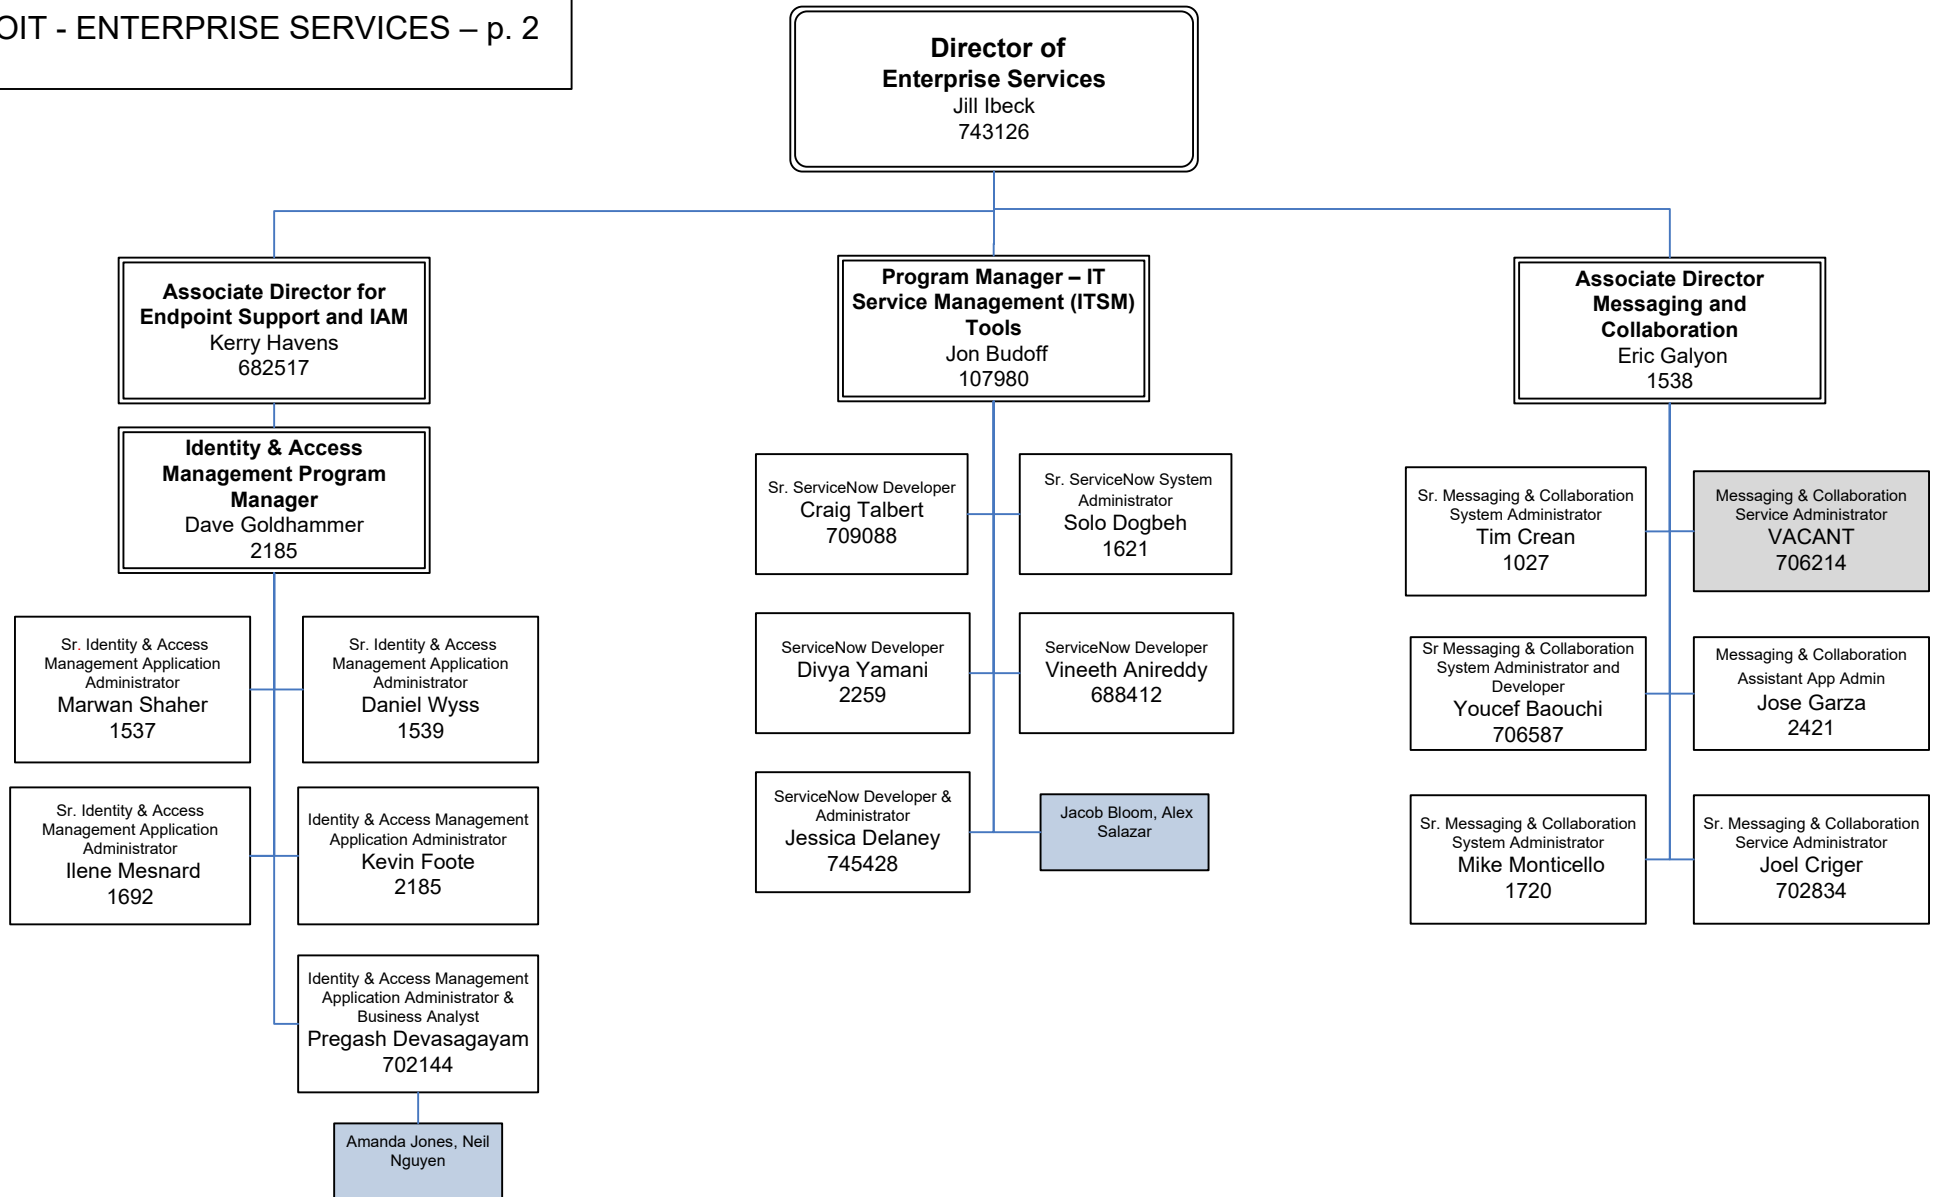 OIT - ENTERPRISE SERVICES – p. 2
Director of
Enterprise Services
Jill Ibeck
743126
Associate Director for
Endpoint Support and IAM
Kerry Havens
682517
Program Manager – IT
Service Management (ITSM)
Tools
Jon Budoff
107980
Associate Director
Messaging and
Collaboration
Eric Galyon
1538
Identity & Access
Management Program
Manager
Dave Goldhammer
2185
Sr. ServiceNow Developer
Craig Talbert
709088
Sr. ServiceNow System
Administrator
Solo Dogbeh
1621
Sr. Messaging & Collaboration
System Administrator
Tim Crean
1027
Messaging & Collaboration
Service Administrator
VACANT
706214
Sr. Identity & Access
Management Application
Administrator
Marwan Shaher
1537
Sr. Identity & Access
Management Application
Administrator
Daniel Wyss
1539
ServiceNow Developer
Divya Yamani
2259
ServiceNow Developer
Vineeth Anireddy
688412
Sr Messaging & Collaboration
System Administrator and
Developer
Youcef Baouchi
706587
Messaging & Collaboration
Assistant App Admin
Jose Garza
2421
Sr. Identity & Access
Management Application
Administrator
Ilene Mesnard
1692
Identity & Access Management
Application Administrator
Kevin Foote
2185
ServiceNow Developer &
Administrator
Jessica Delaney
745428
Jacob Bloom, Alex
Salazar
Sr. Messaging & Collaboration
System Administrator
Mike Monticello
1720
Sr. Messaging & Collaboration
Service Administrator
Joel Criger
702834
Identity & Access Management
Application Administrator &
Business Analyst
Pregash Devasagayam
702144
Amanda Jones, Neil
Nguyen